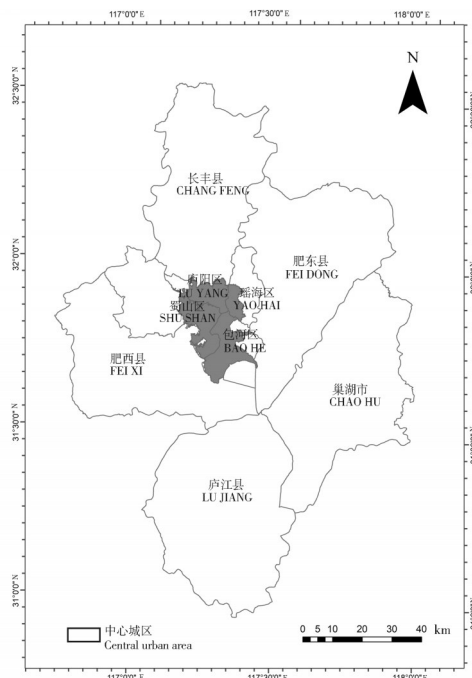 117°0'0" E 117°30'0" E 118°0'0" E
N
32°30'0"N
长丰县
CHANG FENG
32°0'0"N
肥东县
FEI DONG
庐阳区
LU YANG
瑶海区
YAO HAI
蜀山区
SHU SHAN
包河区
BAO HE
肥西县
FEI XI
巢湖市
CHAO HU
31°30'0"N
庐江县
LU JIANG
31°0'0"N
中心城区
Central urban area
0 5 10 20 30 40 km
117°0'0" E 117°30'0" E 118°0'0" E